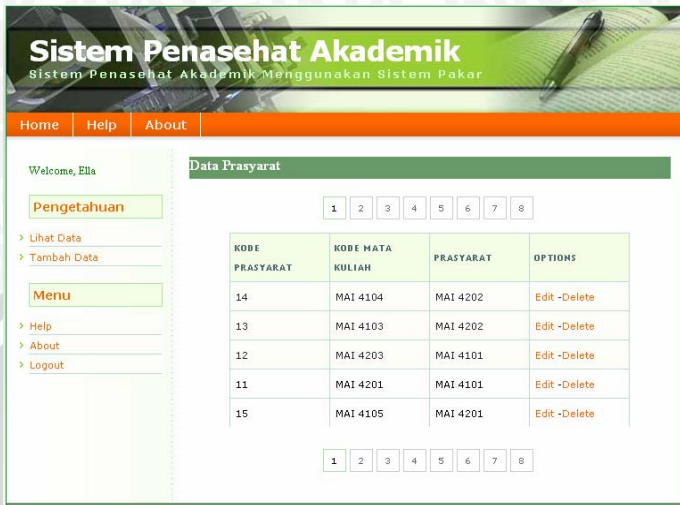 Sistem Penasehat Akademik
Sistem Penasehat Akademik Menggunakan Sistem Pakar
Home Help About
Welcome, Ella
Pengetahuan
Lihat Data
Tambah Data
Menu
Help
About
Logout
Data Prasyarat
1 2 3 4 5 6 7 8
KODE PRASYARAT KODE MATA KULIAH PRASYARAT OPTIONS
14 MAI 4104 MAI 4202 Edit -Delete
13 MAI 4103 MAI 4202 Edit -Delete
12 MAI 4203 MAI 4101 Edit -Delete
11 MAI 4201 MAI 4101 Edit -Delete
15 MAI 4105 MAI 4201 Edit -Delete
1 2 3 4 5 6 7 8